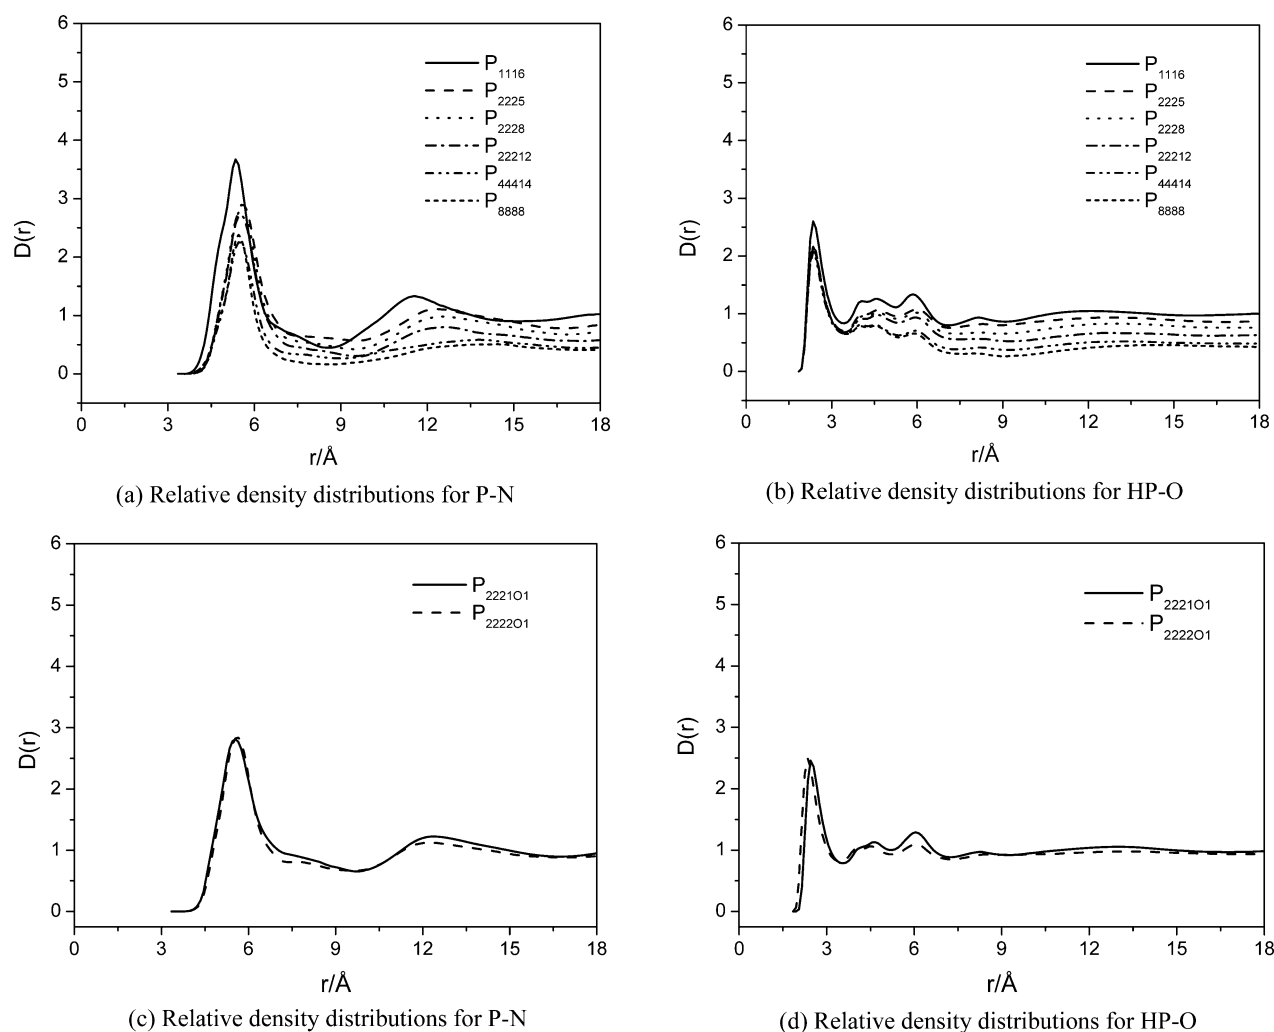 6
5
4
3
2
1
0
D(r)
P1116
P2225
P2228
P22212
P44414
P8888
0 3 6 9 12 15 18
r/Å
(a) Relative density distributions for P-N
6
5
4
3
2
1
0
D(r)
P1116
P2225
P2228
P22212
P44414
P8888
0 3 6 9 12 15 18
r/Å
(b) Relative density distributions for HP-O
6
5
4
3
2
1
0
D(r)
P222101
P222201
0 3 6 9 12 15 18
r/Å
(c) Relative density distributions for P-N
6
5
4
3
2
1
0
D(r)
P222101
P222201
0 3 6 9 12 15 18
r/Å
(d) Relative density distributions for HP-O